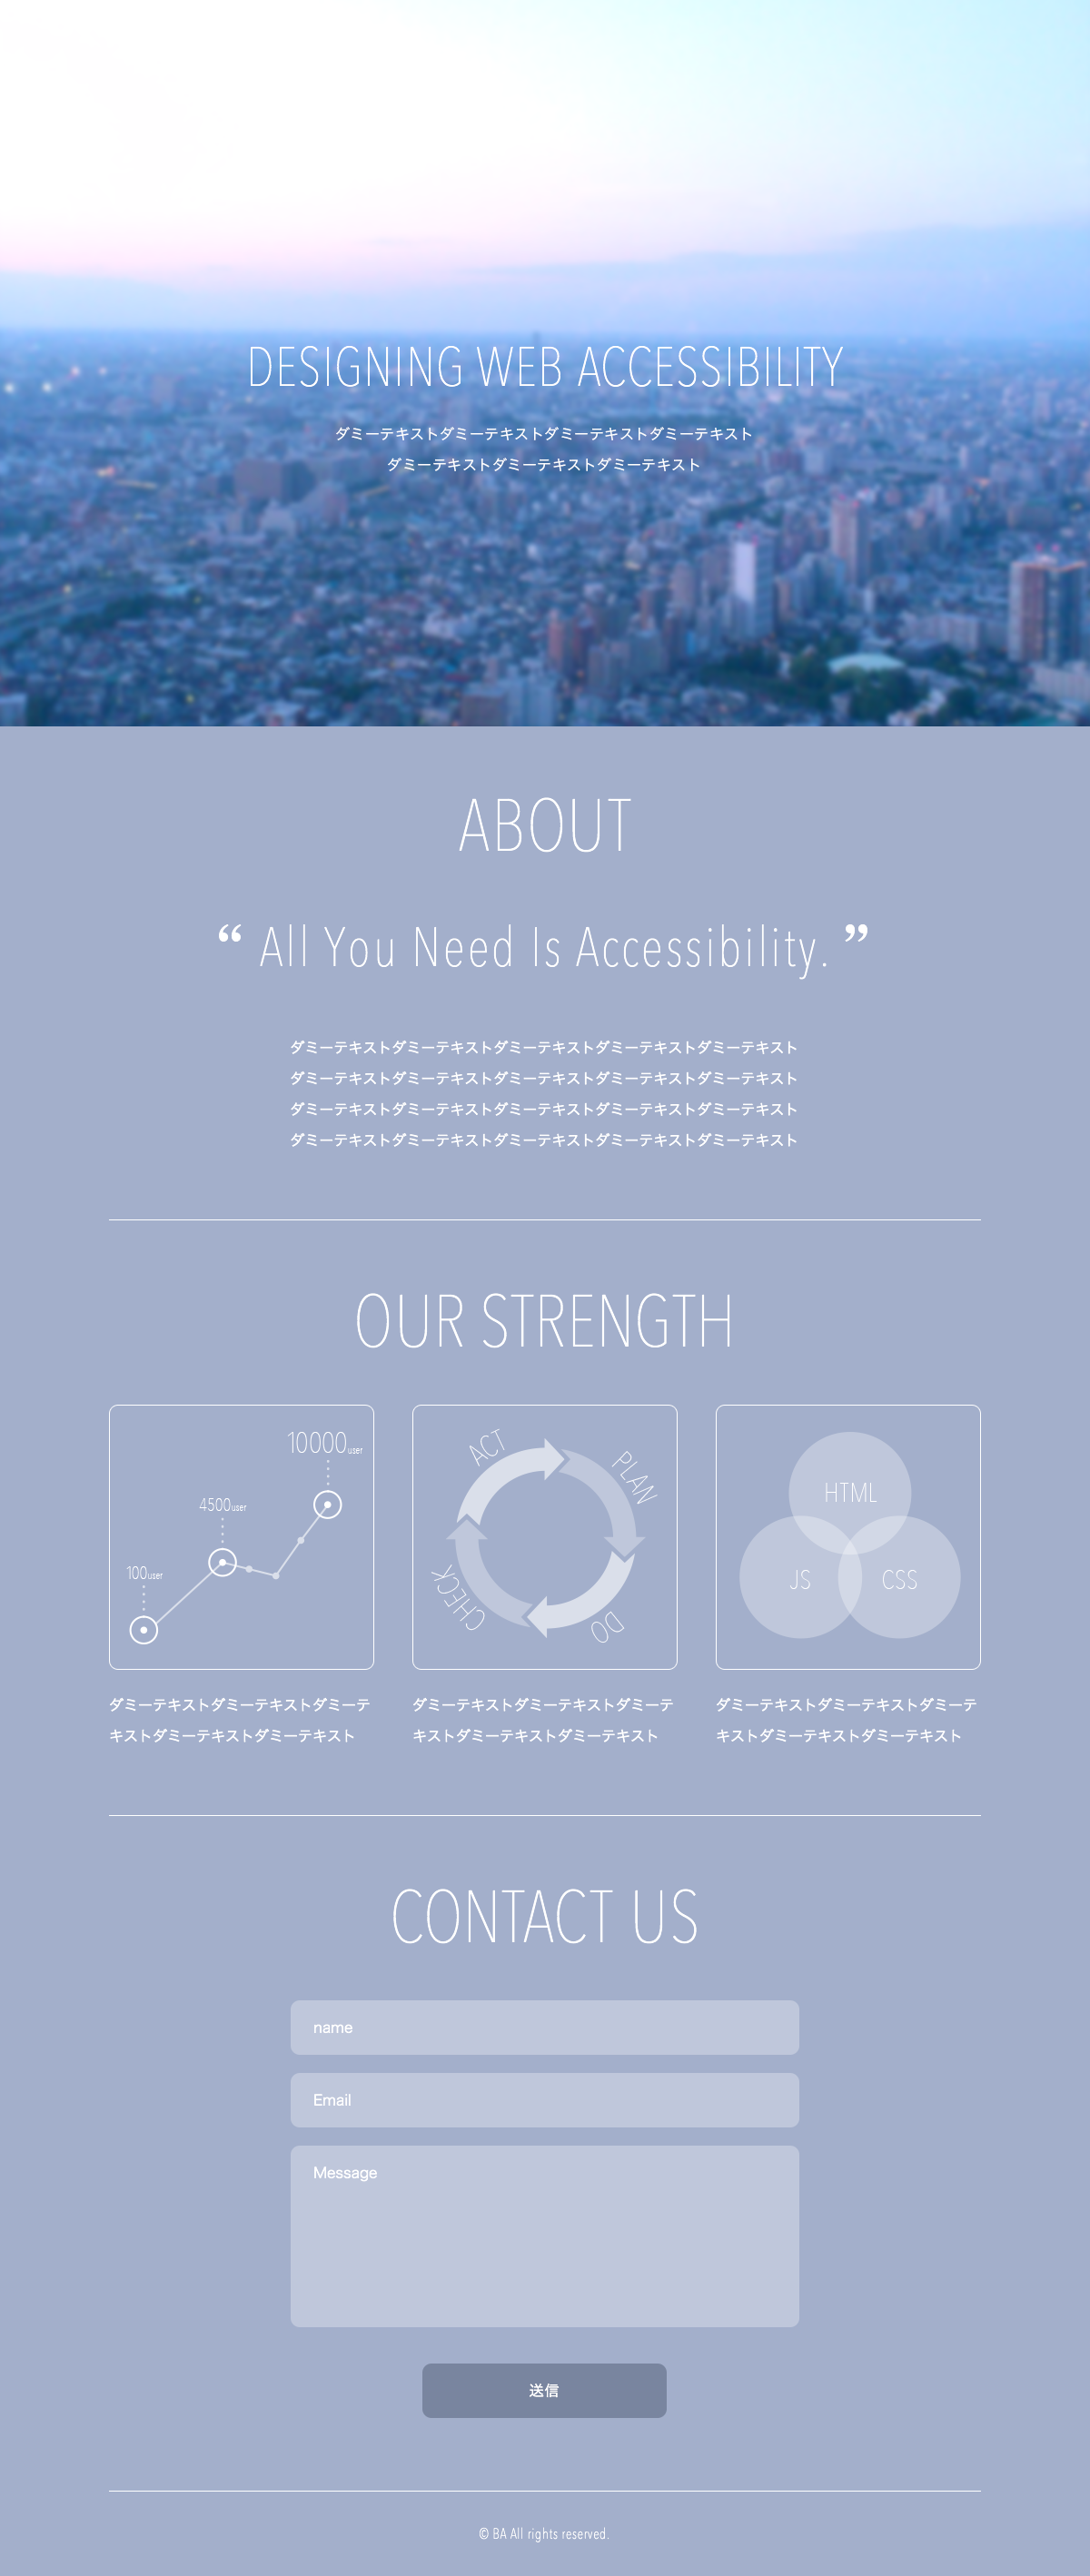 DESIGNING WEB ACCESSIBILITY
ダミーテキストダミーテキストダミーテキストダミーテキスト
ダミーテキストダミーテキストダミーテキスト
ABOUT
“ All You Need Is Accessibility. ”
ダミーテキストダミーテキストダミーテキストダミーテキストダミーテキスト
ダミーテキストダミーテキストダミーテキストダミーテキストダミーテキスト
ダミーテキストダミーテキストダミーテキストダミーテキストダミーテキスト
ダミーテキストダミーテキストダミーテキストダミーテキストダミーテキスト
OUR STRENGTH
10000user
4500user
100user
ACT
PLAN
CHECK
DO
HTML
JS
CSS
ダミーテキストダミーテキストダミーテ
キストダミーテキストダミーテキスト
ダミーテキストダミーテキストダミーテ
キストダミーテキストダミーテキスト
ダミーテキストダミーテキストダミーテ
キストダミーテキストダミーテキスト
CONTACT US
name
Email
Message
送信
© BA All rights reserved.